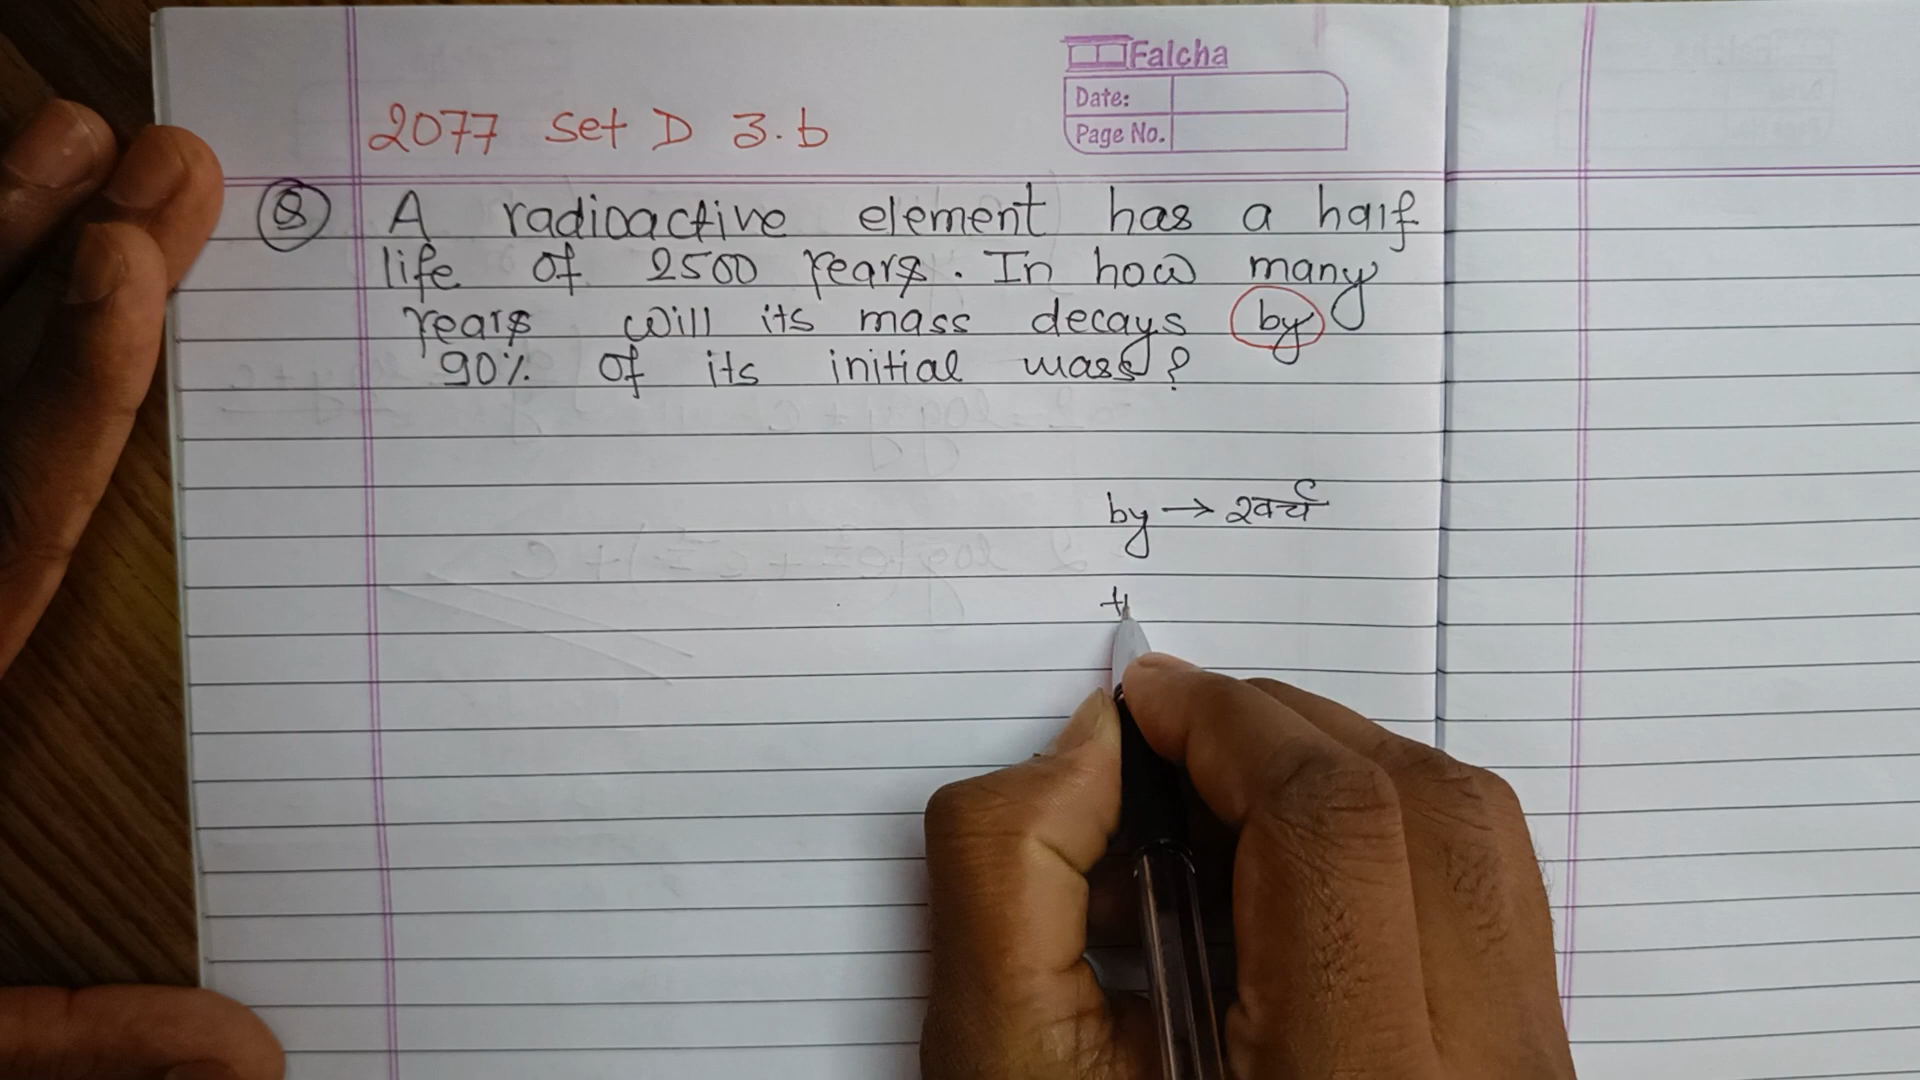 Falcha
Date:
Page No.
2077 Set D 3.b
Q A radioactive element has a half
life of 2500 years. In how many
years will its mass decays by
90% of its initial mass?
by → खर्च